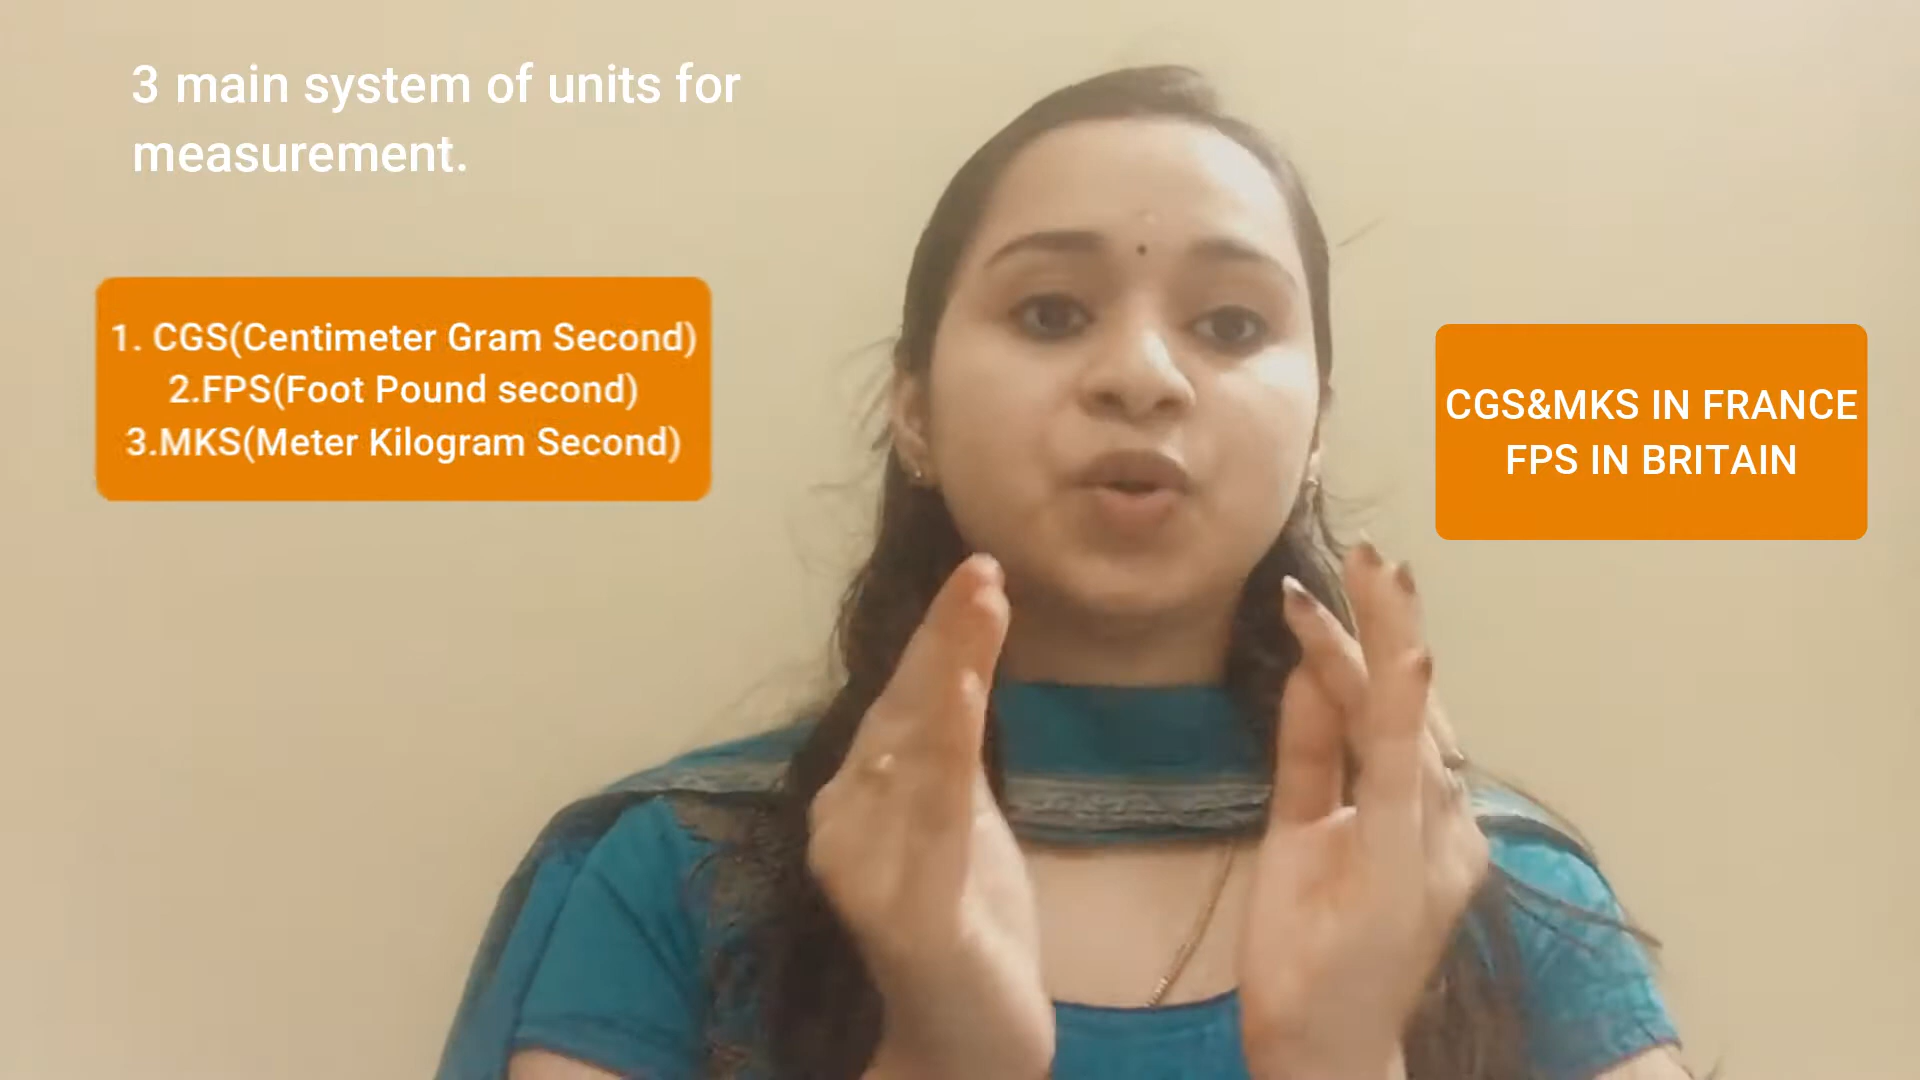 3 main system of units for
measurement.
1. CGS(Centimeter Gram Second)
2.FPS(Foot Pound second)
3.MKS(Meter Kilogram Second)
CGS&MKS IN FRANCE
FPS IN BRITAIN